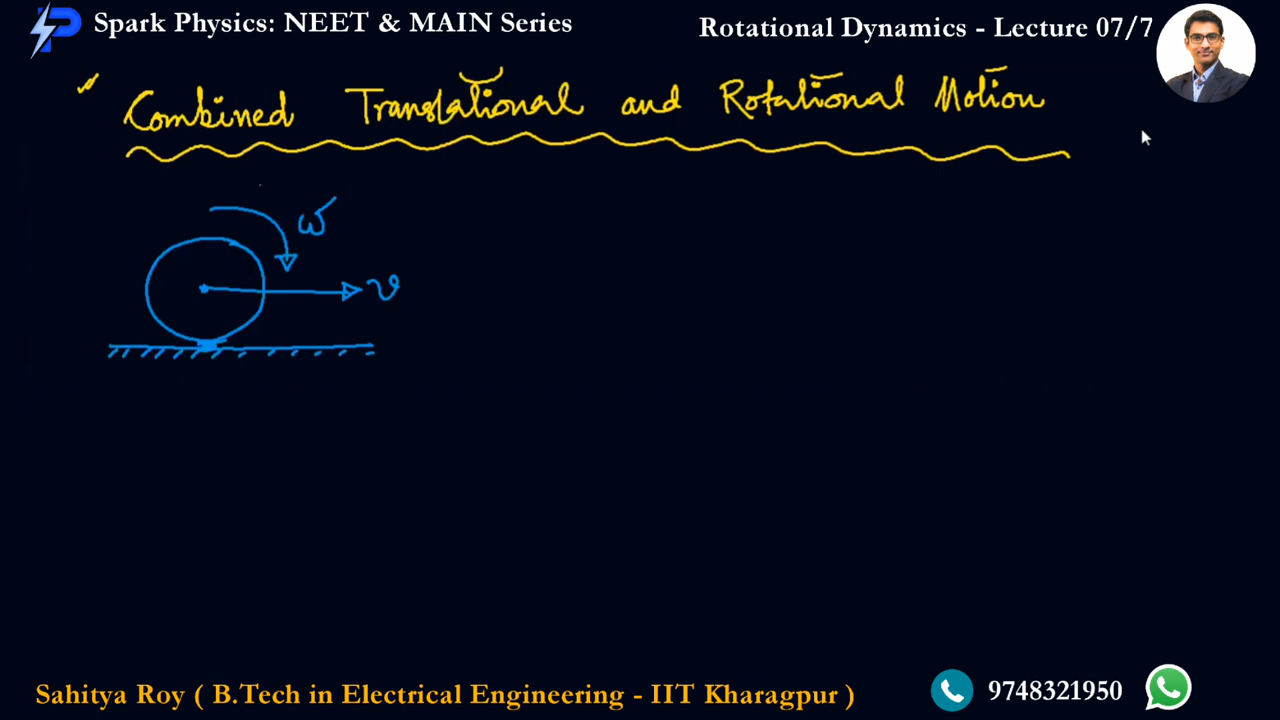 Spark Physics: NEET & MAIN Series
Rotational Dynamics - Lecture 07/7
Combined Translational and Rotational Motion
ω
v
Sahitya Roy ( B.Tech in Electrical Engineering - IIT Kharagpur )
9748321950